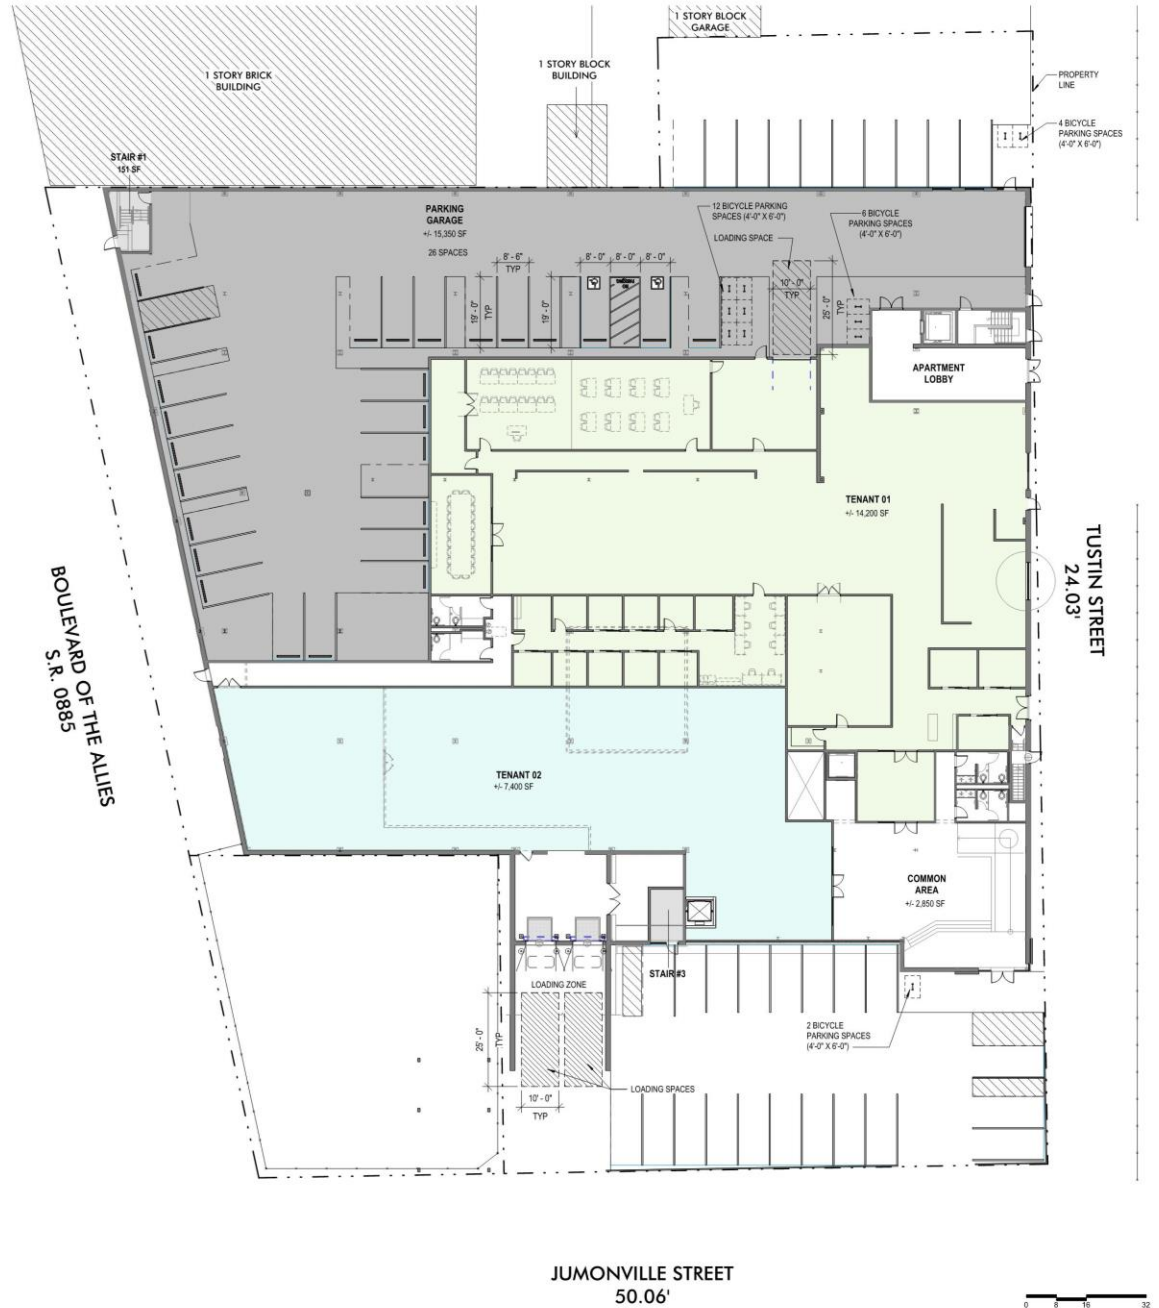 1 STORY BLOCK
GARAGE
1 STORY BRICK
BUILDING
1 STORY BLOCK
BUILDING
PROPERTY
LINE
4 BICYCLE
PARKING SPACES
(4'-0" X 6'-0")
STAIR #1
151 SF
PARKING
GARAGE
+/- 15,350 SF
26 SPACES
12 BICYCLE PARKING
SPACES (4'-0" X 6'-0")
LOADING SPACE
6 BICYCLE
PARKING SPACES
(4'-0" X 6'-0")
8' - 6"
TYP
8' - 0"
8' - 0"
8' - 0"
19' - 0"
TYP
19' - 0"
10' - 0"
TYP
25' - 0"
TYP
APARTMENT
LOBBY
TENANT 01
+/- 14,200 SF
TUSTIN STREET
24.03'
BOULEVARD OF THE ALLIES
S.R. 0885
TENANT 02
+/- 7,400 SF
COMMON
AREA
+/- 2,850 SF
STAIR #3
LOADING ZONE
25' - 0"
TYP
2 BICYCLE
PARKING SPACES
(4'-0" X 6'-0")
LOADING SPACES
10' - 0"
TYP
JUMONVILLE STREET
50.06'
0 8 16 32